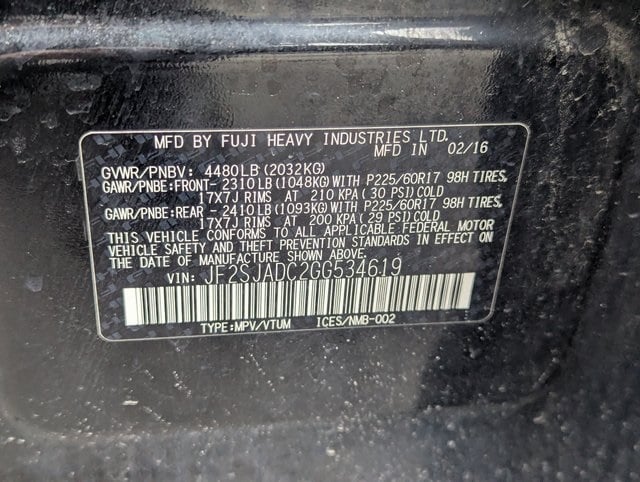 MFD BY FUJI HEAVY INDUSTRIES LTD.
MFD IN 02/16
GVWR/PNBV: 4480LB(2032KG)
GAWR/PNBE:FRONT- 2310LB(1048KG)WITH P225/60R17 98H TIRES,
17X7J RIMS AT 210 KPA(30 PSI)COLD
GAWR/PNBE:REAR - 2410LB(1093KG)WITH P225/60R17 98H TIRES,
17X7J RIMS AT 200 KPA(29 PSI)COLD
THIS VEHICLE CONFORMS TO ALL APPLICABLE FEDERAL MOTOR
VEHICLE SAFETY AND THEFT PREVENTION STANDARDS IN EFFECT
ON THE DATE OF MANUFACTURE SHOWN ABOVE.
VIN: JF2SJADC2GG534619
TYPE:MPV/VTUM ICES/NMB-002